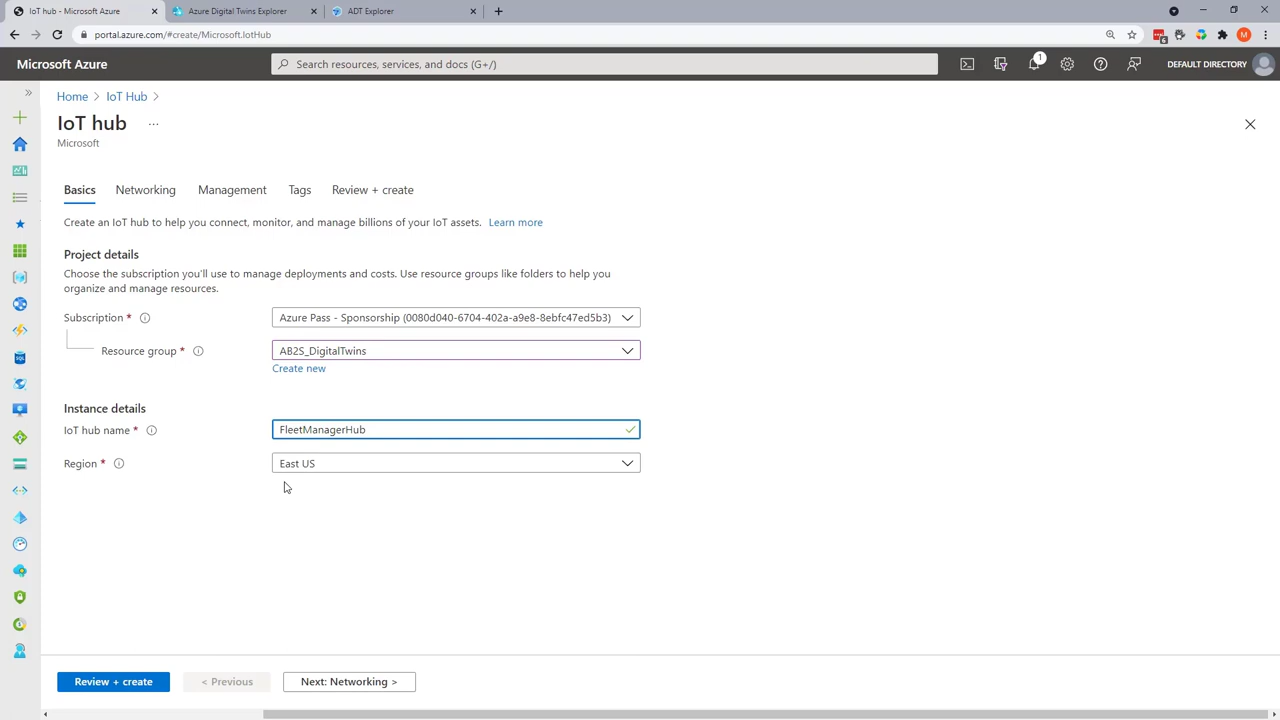 IoT hub - Microsoft Azure
Azure Digital Twins Explorer
ADT Explorer
portal.azure.com/#create/Microsoft.IotHub
6
M
Microsoft Azure
Search resources, services, and docs (G+/)
1
DEFAULT DIRECTORY
Home > IoT Hub >
IoT hub ...
Microsoft
Basics Networking Management Tags Review + create
Create an IoT hub to help you connect, monitor, and manage billions of your IoT assets. Learn more
Project details
Choose the subscription you'll use to manage deployments and costs. Use resource groups like folders to help you
organize and manage resources.
Subscription *
Azure Pass - Sponsorship (0080d040-6704-402a-a9e8-8ebfc47ed5b3)
Resource group *
AB2S_DigitalTwins
Create new
Instance details
IoT hub name *
FleetManagerHub
Region *
East US
Review + create
< Previous
Next: Networking >